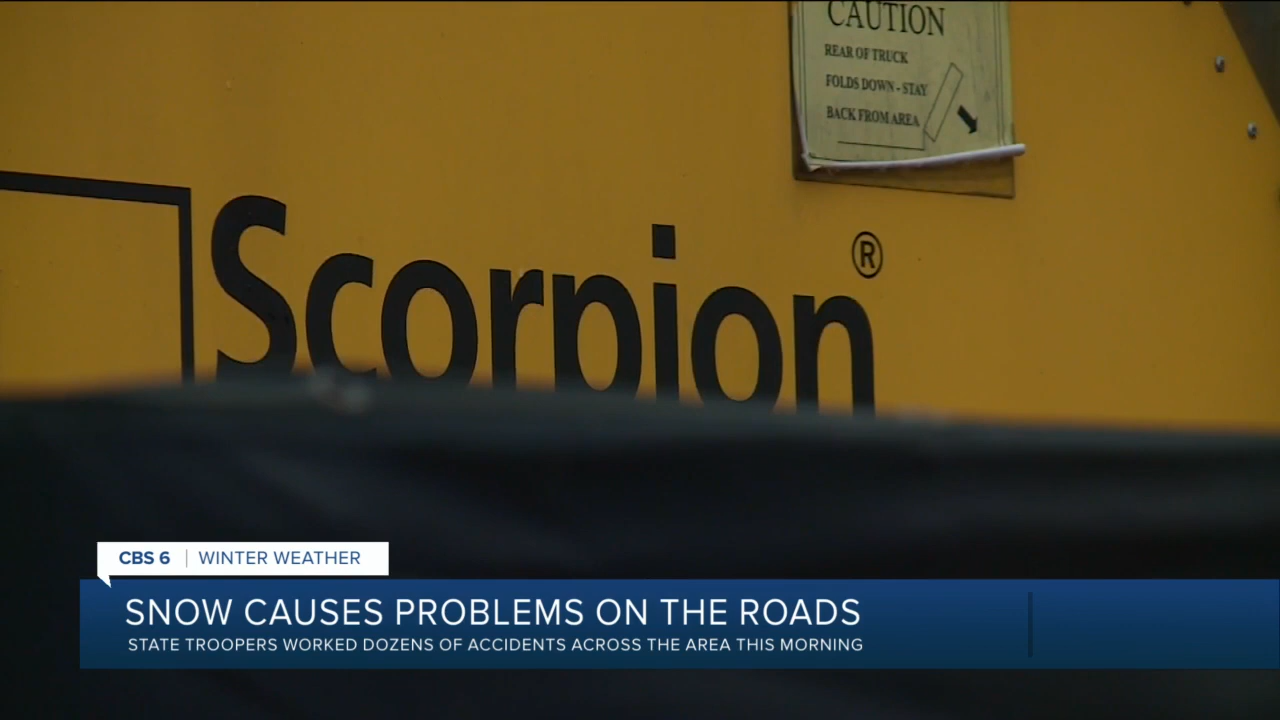 CAUTION
REAR OF TRUCK
FOLDS DOWN - STAY
BACK FROM AREA
Scorpion®
CBS 6 | WINTER WEATHER
SNOW CAUSES PROBLEMS ON THE ROADS
STATE TROOPERS WORKED DOZENS OF ACCIDENTS ACROSS THE AREA THIS MORNING